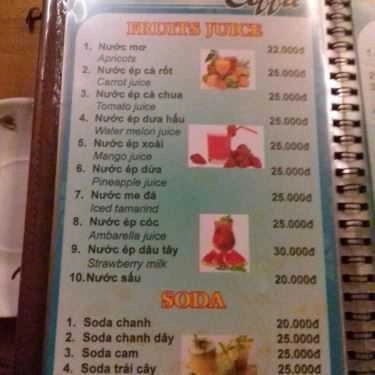 Coffee
FRUITS JUICE
1. Nước mơ 22.000đ
Apricots
2. Nước ép cà rốt 25.000đ
Carrot juice
3. Nước ép cà chua 25.000đ
Tomato juice
4. Nước ép dưa hấu 25.000đ
Water melon juice
5. Nước ép xoài 25.000đ
Mango juice
6. Nước ép dứa 25.000đ
Pineapple juice
7. Nước me đá 25.000đ
Iced tamarind
8. Nước ép cóc 25.000đ
Ambarella juice
9. Nước ép dâu tây 30.000đ
Strawberry milk
10. Nước sấu 20.000đ
SODA
1. Soda chanh 20.000đ
2. Soda chanh dây 25.000đ
3. Soda cam 25.000đ
4. Soda trái cây 25.000đ